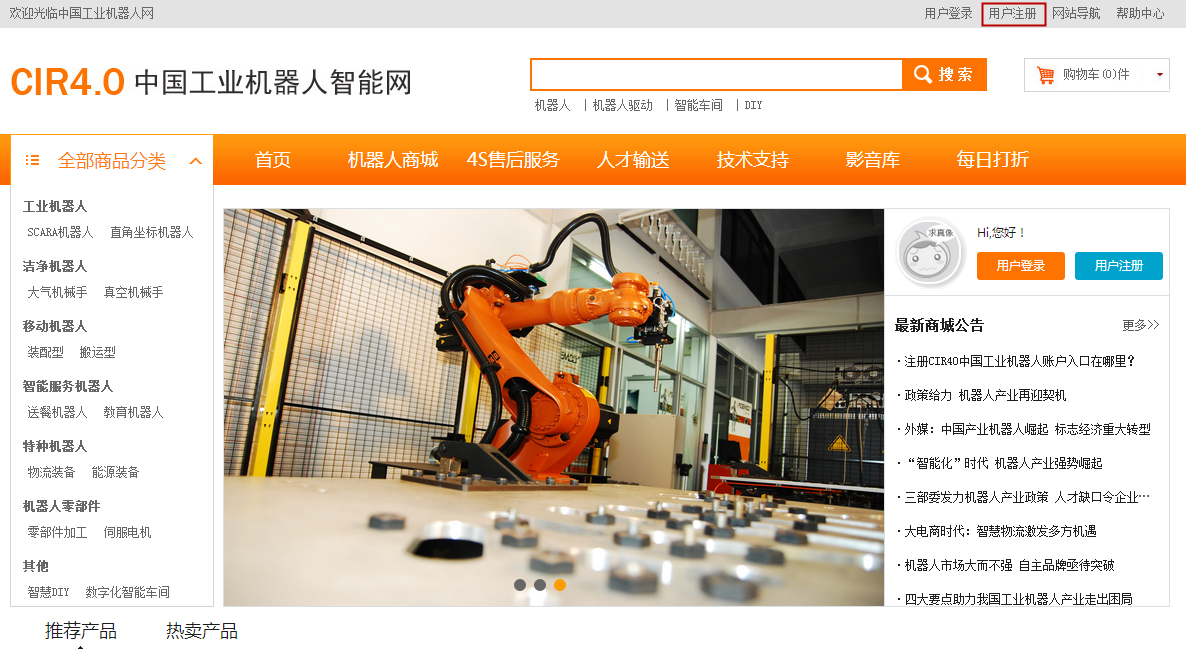 欢迎光临中国工业机器人网
用户登录 用户注册 网站导航 帮助中心
CIR4.0 中国工业机器人智能网
搜索
购物车(0)件
机器人 | 机器人驱动 | 智能车间 | DIY
全部商品分类 首页 机器人商城 4S售后服务 人才输送 技术支持 影音库 每日打折
工业机器人
SCARA机器人 直角坐标机器人
洁净机器人
大气机械手 真空机械手
移动机器人
装配型 搬运型
智能服务机器人
送餐机器人 教育机器人
特种机器人
物流装备 能源装备
机器人零部件
零部件加工 伺服电机
其他
智慧DIY 数字化智能车间
求真像
Hi,您好！
用户登录 用户注册
最新商城公告 更多>>
·注册CIR40中国工业机器人账户入口在哪里？
·政策给力 机器人产业再迎契机
·外媒：中国产业机器人崛起 标志经济重大转型
·“智能化”时代 机器人产业强势崛起
·三部委发力机器人产业政策 人才缺口令企业…
·大电商时代：智慧物流激发多方机遇
·机器人市场大而不强 自主品牌亟待突破
·四大要点助力我国工业机器人产业走出困局
推荐产品 热卖产品